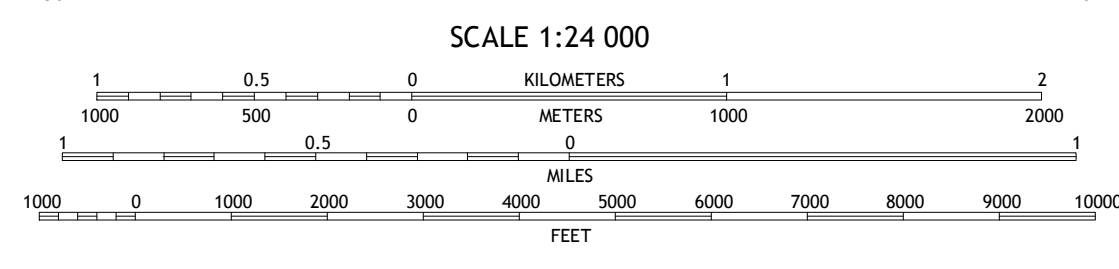 SCALE 1:24 000
1 0.5 0 KILOMETERS 1 2
1000 500 0 METERS 1000 2000
1 0.5 0 1
MILES
1000 0 1000 2000 3000 4000 5000 6000 7000 8000 9000 10000
FEET